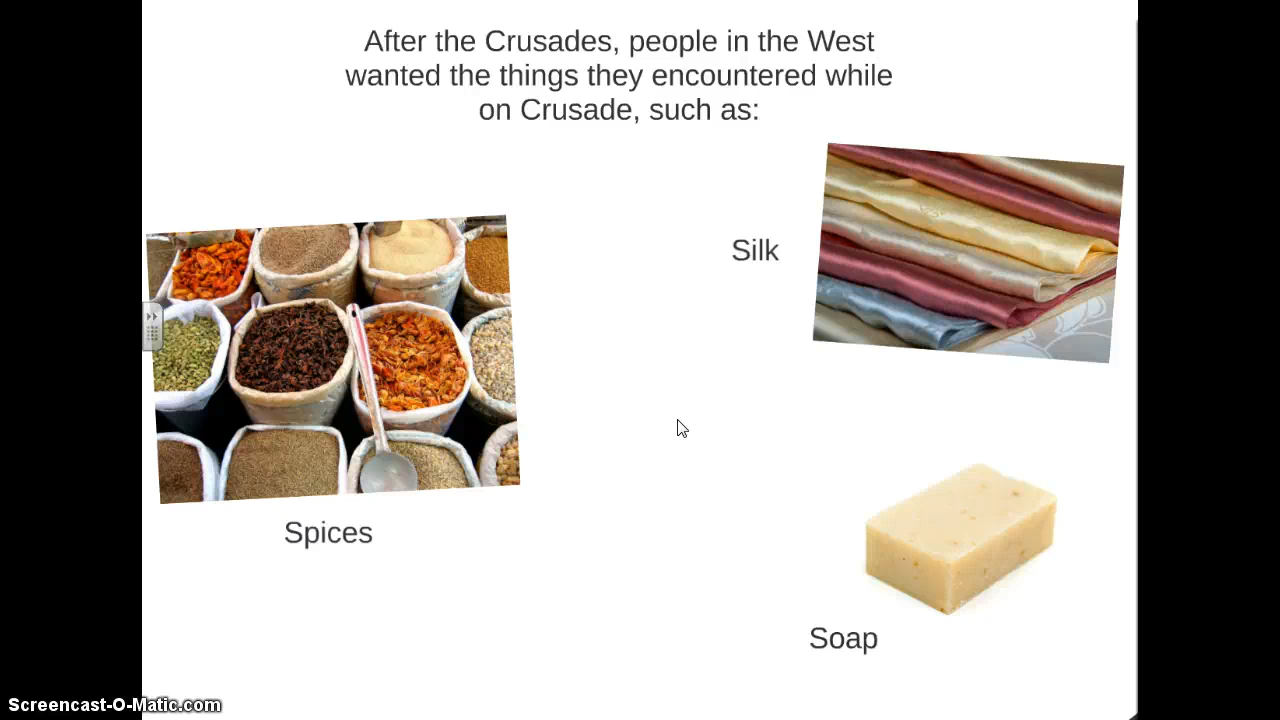 After the Crusades, people in the West
wanted the things they encountered while
on Crusade, such as:
Silk
Spices
Soap
Screencast-O-Matic.com